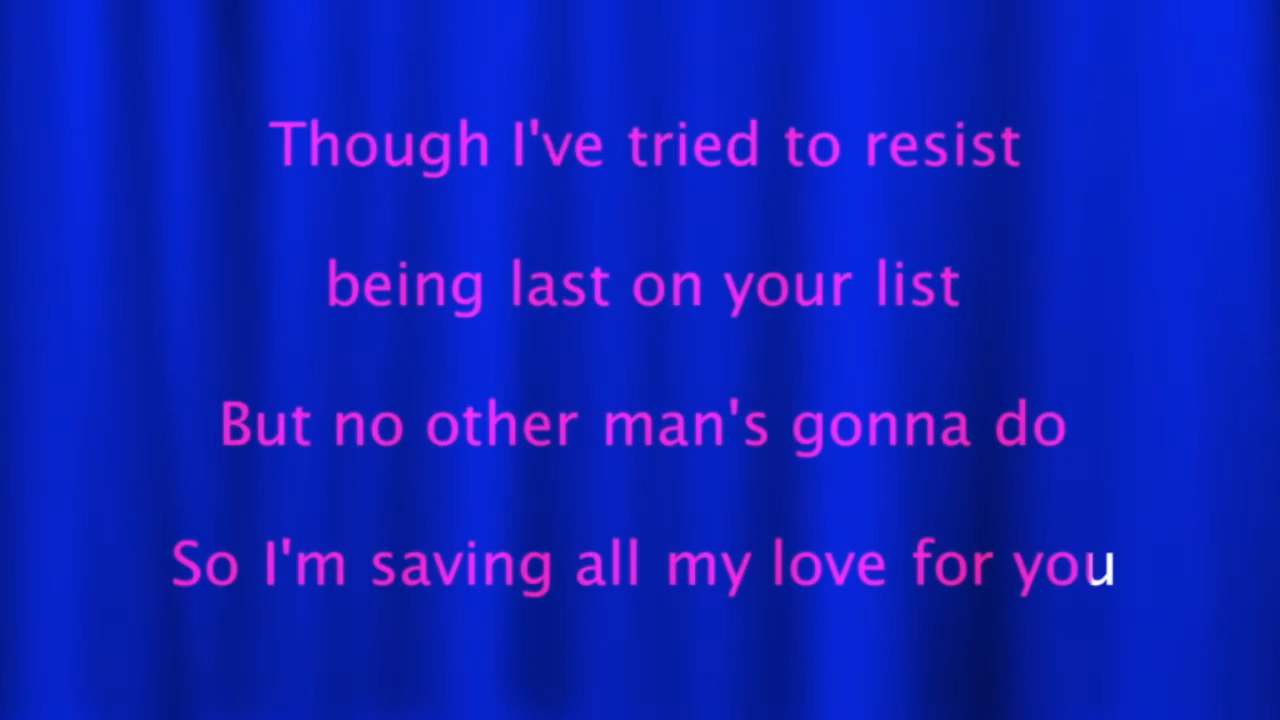 Though I've tried to resist
being last on your list
But no other man's gonna do
So I'm saving all my love for you